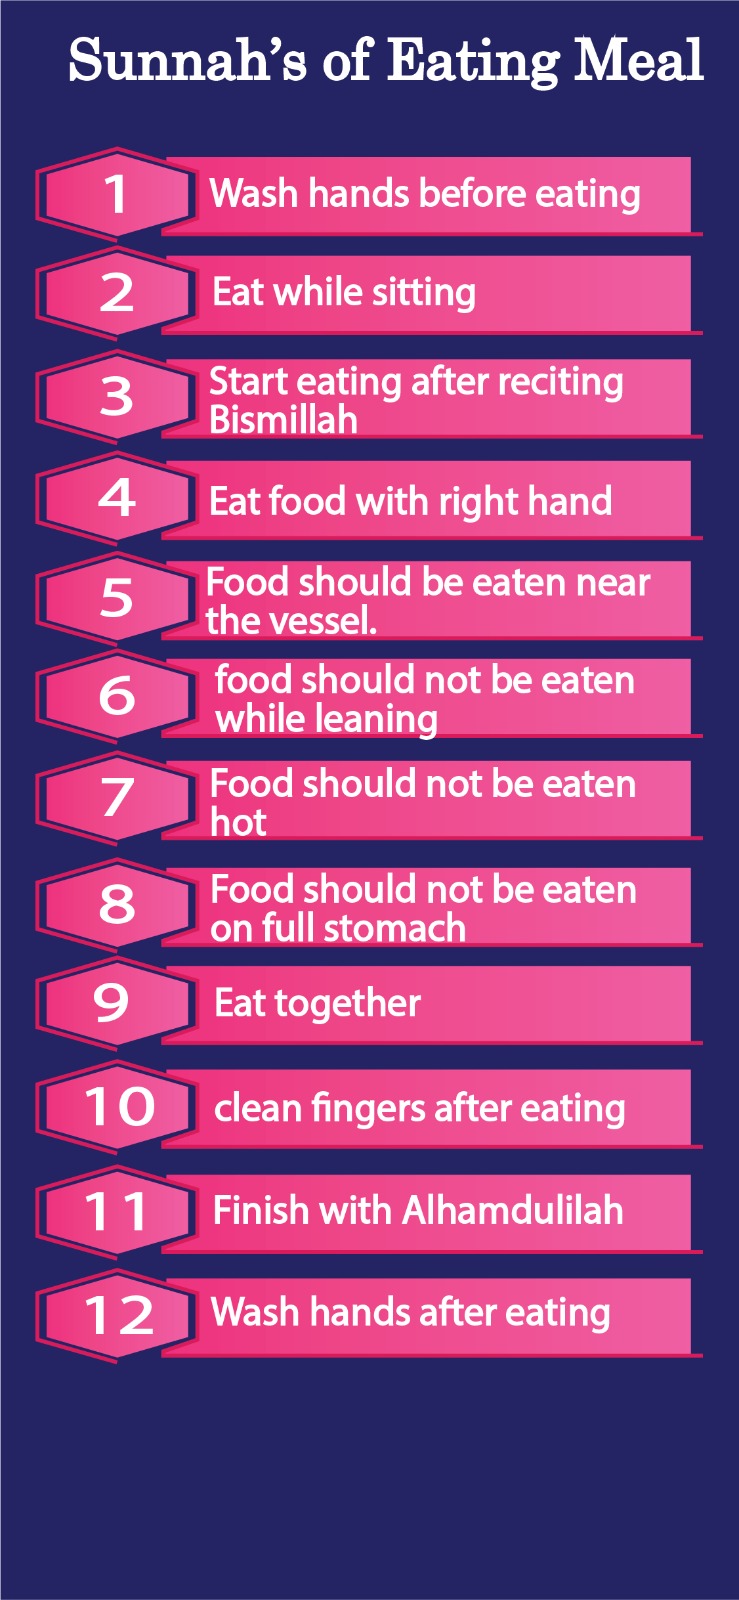 Sunnah's of Eating Meal
1
Wash hands before eating
2
Eat while sitting
3
Start eating after reciting
Bismillah
4
Eat food with right hand
5
Food should be eaten near
the vessel.
6
food should not be eaten
while leaning
7
Food should not be eaten
hot
8
Food should not be eaten
on full stomach
9
Eat together
10
clean fingers after eating
11
Finish with Alhamdulilah
12
Wash hands after eating